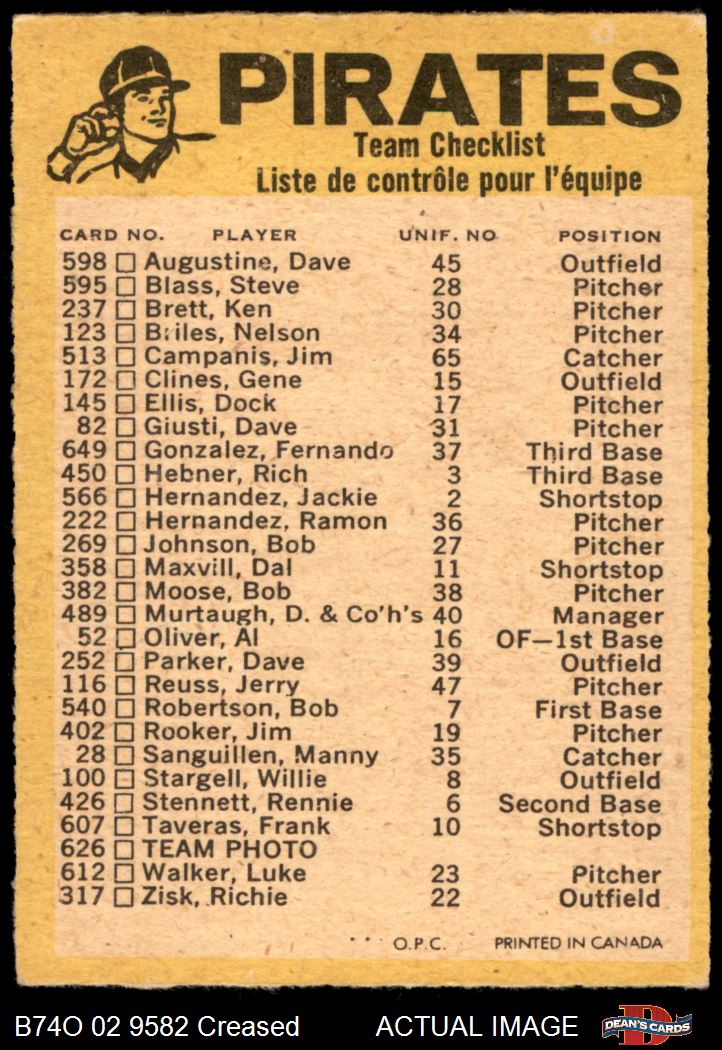 PIRATES
Team Checklist
Liste de contrôle pour l'équipe
CARD NO. PLAYER UNIF. NO POSITION
598 Augustine, Dave 45 Outfield
595 Blass, Steve 28 Pitcher
237 Brett, Ken 30 Pitcher
123 Briles, Nelson 34 Pitcher
513 Campanis, Jim 65 Catcher
172 Clines, Gene 15 Outfield
145 Ellis, Dock 17 Pitcher
82 Giusti, Dave 31 Pitcher
649 Gonzalez, Fernando 37 Third Base
450 Hebner, Rich 3 Third Base
566 Hernandez, Jackie 2 Shortstop
222 Hernandez, Ramon 36 Pitcher
269 Johnson, Bob 27 Pitcher
358 Maxvill, Dal 11 Shortstop
382 Moose, Bob 38 Pitcher
489 Murtaugh, D. & Co'h's 40 Manager
52 Oliver, Al 16 OF—1st Base
252 Parker, Dave 39 Outfield
116 Reuss, Jerry 47 Pitcher
540 Robertson, Bob 7 First Base
402 Rooker, Jim 19 Pitcher
28 Sanguillen, Manny 35 Catcher
100 Stargell, Willie 8 Outfield
426 Stennett, Rennie 6 Second Base
607 Taveras, Frank 10 Shortstop
626 TEAM PHOTO
612 Walker, Luke 23 Pitcher
317 Zisk, Richie 22 Outfield
* * * O.P.C. PRINTED IN CANADA
B74O 02 9582 Creased ACTUAL IMAGE DEAN'S CARDS